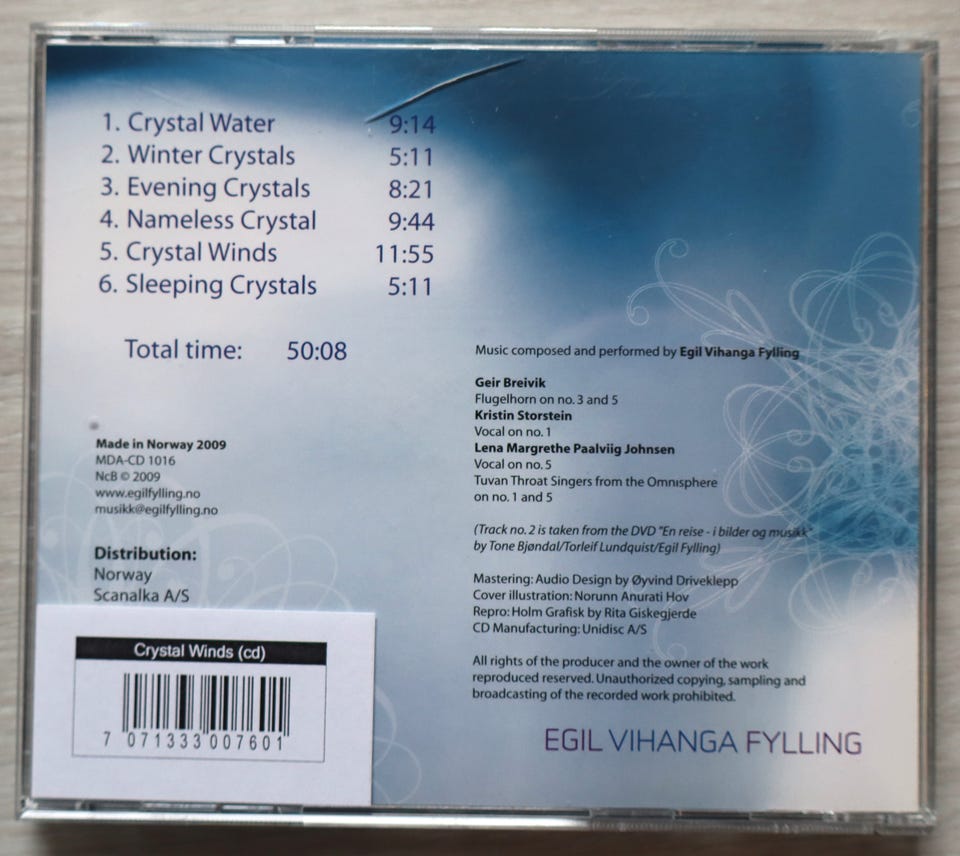 1. Crystal Water 9:14
2. Winter Crystals 5:11
3. Evening Crystals 8:21
4. Nameless Crystal 9:44
5. Crystal Winds 11:55
6. Sleeping Crystals 5:11
Total time: 50:08
Made in Norway 2009
MDA-CD 1016
NcB © 2009
www.egilfylling.no
musikk@egilfylling.no
Distribution:
Norway
Scanalka A/S
Crystal Winds (cd)
7 071333 007601
Music composed and performed by Egil Vihanga Fylling
Geir Breivik
Flugelhorn on no. 3 and 5
Kristin Storstein
Vocal on no. 1
Lena Margrethe Paalviig Johnsen
Vocal on no. 5
Tuvan Throat Singers from the Omnisphere
on no. 1 and 5
(Track no. 2 is taken from the DVD "En reise - i bilder og musikk"
by Tone Bjøndal/Torleif Lundquist/Egil Fylling)
Mastering: Audio Design by Øyvind Driveklepp
Cover illustration: Norunn Anurati Hov
Repro: Holm Grafisk by Rita Giskegjerde
CD Manufacturing: Unidisc A/S
All rights of the producer and the owner of the work
reproduced reserved. Unauthorized copying, sampling and
broadcasting of the recorded work prohibited.
EGIL VIHANGA FYLLING